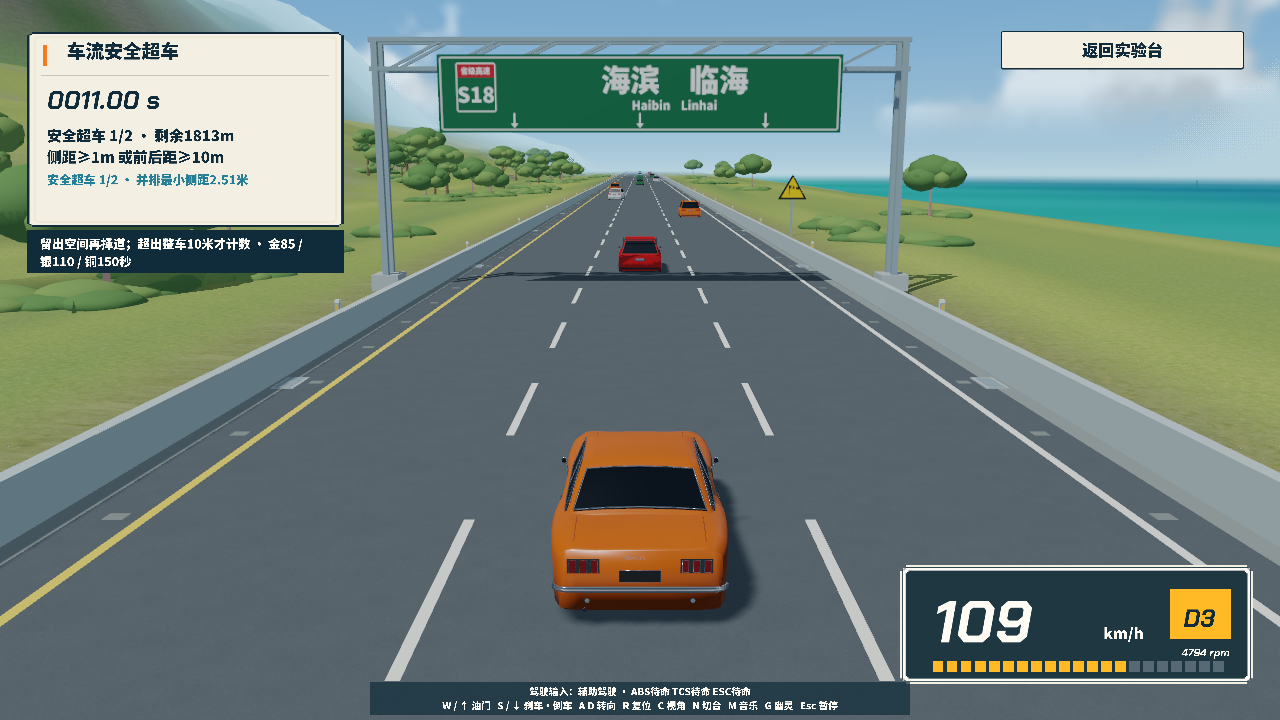 车流安全超车
0011.00 s
安全超车 1/2 · 剩余1813m
侧距≥1m 或前后距≥10m
安全超车 1/2 · 并排最小侧距2.51米
留出空间再择道；超出整车10米才计数 · 金85 /
银110 / 铜150秒
返回实验台
省级高速
S18
海滨 临海
Haibin Linhai
109 km/h D3
4794 rpm
驾驶输入：辅助驾驶 · ABS待命 TCS待命 ESC待命
W / ↑ 油门 S / ↓ 刹车·倒车 A D 转向 R 复位 C 视角 N 切台 M 音乐 G 幽灵 Esc 暂停